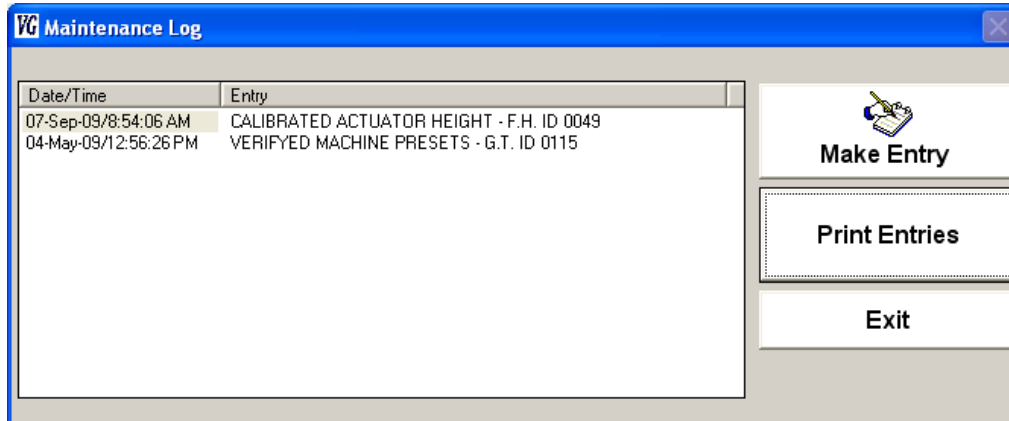 VG Maintenance Log
Date/Time Entry
07-Sep-09/8:54:06 AM CALIBRATED ACTUATOR HEIGHT - F.H. ID 0049
04-May-09/12:56:26 PM VERIFYED MACHINE PRESETS - G.T. ID 0115
Make Entry
Print Entries
Exit